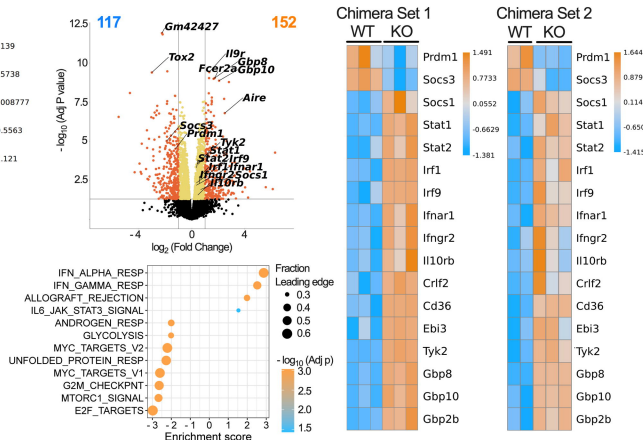 139
5738
008777
0.5563
.121
117
152
12.5
10
7.5
5
2.5
- log10 (Adj P value)
Gm42427
Tox2
Il9r
Fcer2a
Gbp8
Gbp10
Aire
Socs3
Prdm1
Tyk2
Stat1
Stat2 Irf9
Irf1 Ifnar1
Ifngr2 Socs1
Il10rb
- 4
0
4
log2 (Fold Change)
IFN_ALPHA_RESP
IFN_GAMMA_RESP
ALLOGRAFT_REJECTION
IL6_JAK_STAT3_SIGNAL
ANDROGEN_RESP
GLYCOLYSIS
MYC_TARGETS_V2
UNFOLDED_PROTEIN_RESP
MYC_TARGETS_V1
G2M_CHECKPNT
MTORC1_SIGNAL
E2F_TARGETS
- 3 -2 -1 0 1 2 3
Enrichment score
Fraction
Leading edge
0.3
0.4
0.5
0.6
- log10 (Adj p)
3.0
2.5
2.0
1.5
Chimera Set 1
WT KO
Prdm1
Socs3
Socs1
Stat1
Stat2
Irf1
Irf9
Ifnar1
Ifngr2
Il10rb
Crlf2
Cd36
Ebi3
Tyk2
Gbp8
Gbp10
Gbp2b
1.491
0.7733
0.0552
-0.6629
-1.381
Chimera Set 2
WT KO
Prdm1
Socs3
Socs1
Stat1
Stat2
Irf1
Irf9
Ifnar1
Ifngr2
Il10rb
Crlf2
Cd36
Ebi3
Tyk2
Gbp8
Gbp10
Gbp2b
1.644
0.879
0.114
-0.650
-1.415